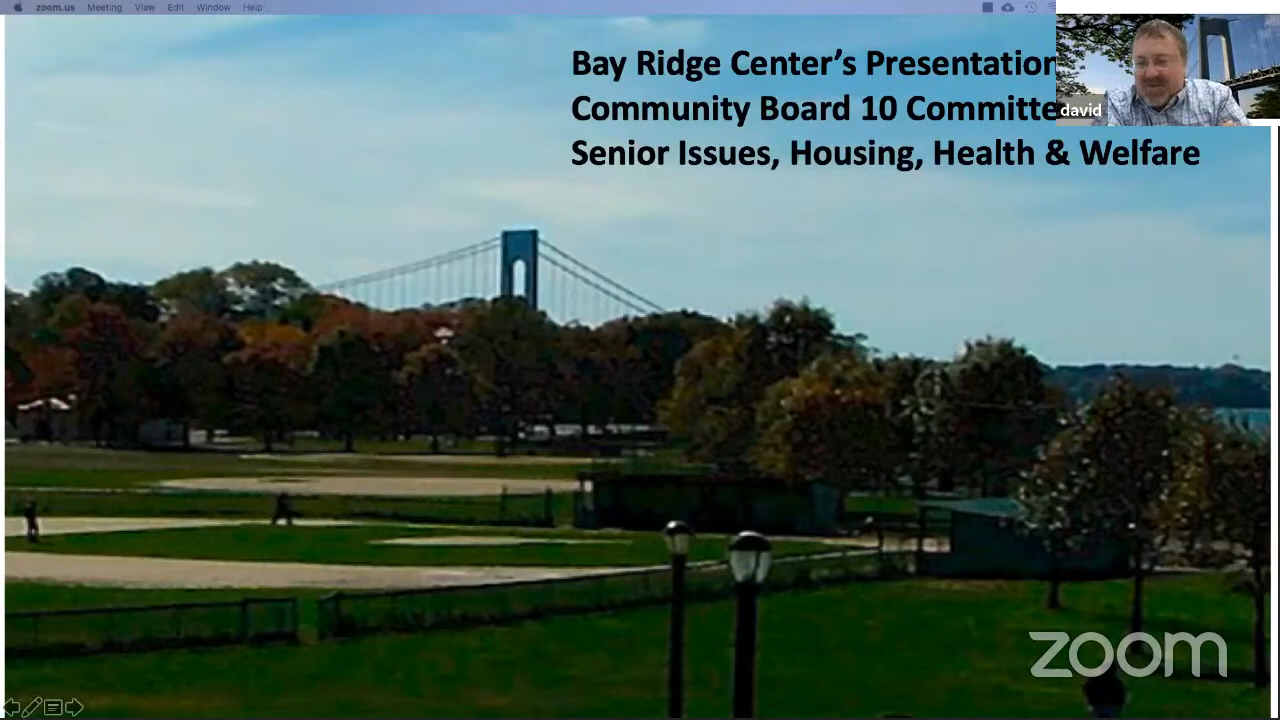 zoom.us Meeting View Edit Window Help
Bay Ridge Center’s Presentation
Community Board 10 Committe
Senior Issues, Housing, Health & Welfare
david
zoom